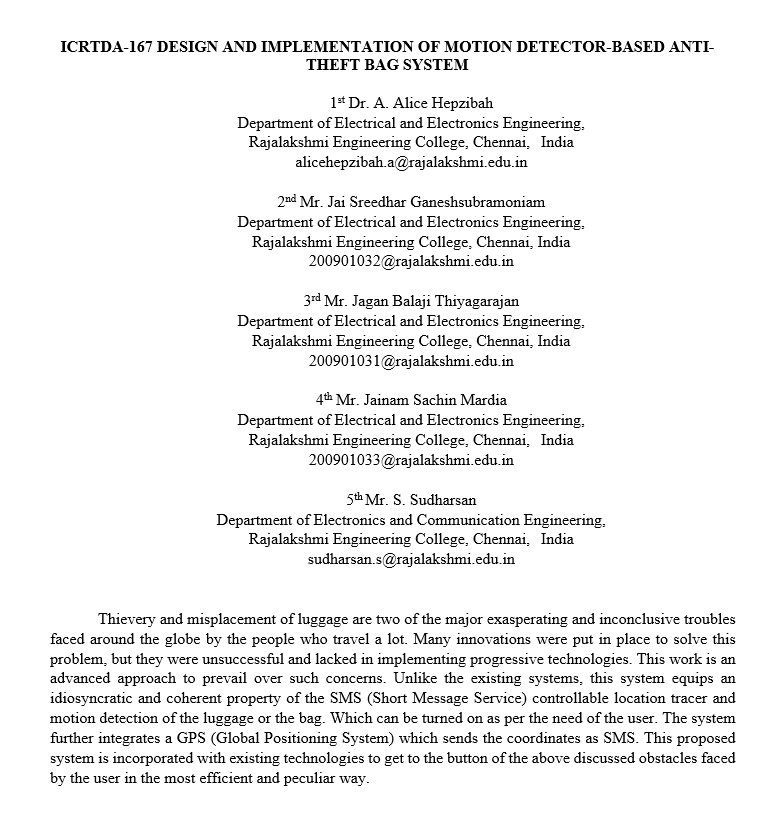 ICRTDA-167 DESIGN AND IMPLEMENTATION OF MOTION DETECTOR-BASED ANTI-
THEFT BAG SYSTEM
1st Dr. A. Alice Hepzibah
Department of Electrical and Electronics Engineering,
Rajalakshmi Engineering College, Chennai, India
alicehepzibah.a@rajalakshmi.edu.in
2nd Mr. Jai Sreedhar Ganeshsubramoniam
Department of Electrical and Electronics Engineering,
Rajalakshmi Engineering College, Chennai, India
200901032@rajalakshmi.edu.in
3rd Mr. Jagan Balaji Thiyagarajan
Department of Electrical and Electronics Engineering,
Rajalakshmi Engineering College, Chennai, India
200901031@rajalakshmi.edu.in
4th Mr. Jainam Sachin Mardia
Department of Electrical and Electronics Engineering,
Rajalakshmi Engineering College, Chennai, India
200901033@rajalakshmi.edu.in
5th Mr. S. Sudharsan
Department of Electronics and Communication Engineering,
Rajalakshmi Engineering College, Chennai, India
sudharsan.s@rajalakshmi.edu.in
Thievery and misplacement of luggage are two of the major exasperating and inconclusive troubles
faced around the globe by the people who travel a lot. Many innovations were put in place to solve this
problem, but they were unsuccessful and lacked in implementing progressive technologies. This work is an
advanced approach to prevail over such concerns. Unlike the existing systems, this system equips an
idiosyncratic and coherent property of the SMS (Short Message Service) controllable location tracer and
motion detection of the luggage or the bag. Which can be turned on as per the need of the user. The system
further integrates a GPS (Global Positioning System) which sends the coordinates as SMS. This proposed
system is incorporated with existing technologies to get to the button of the above discussed obstacles faced
by the user in the most efficient and peculiar way.